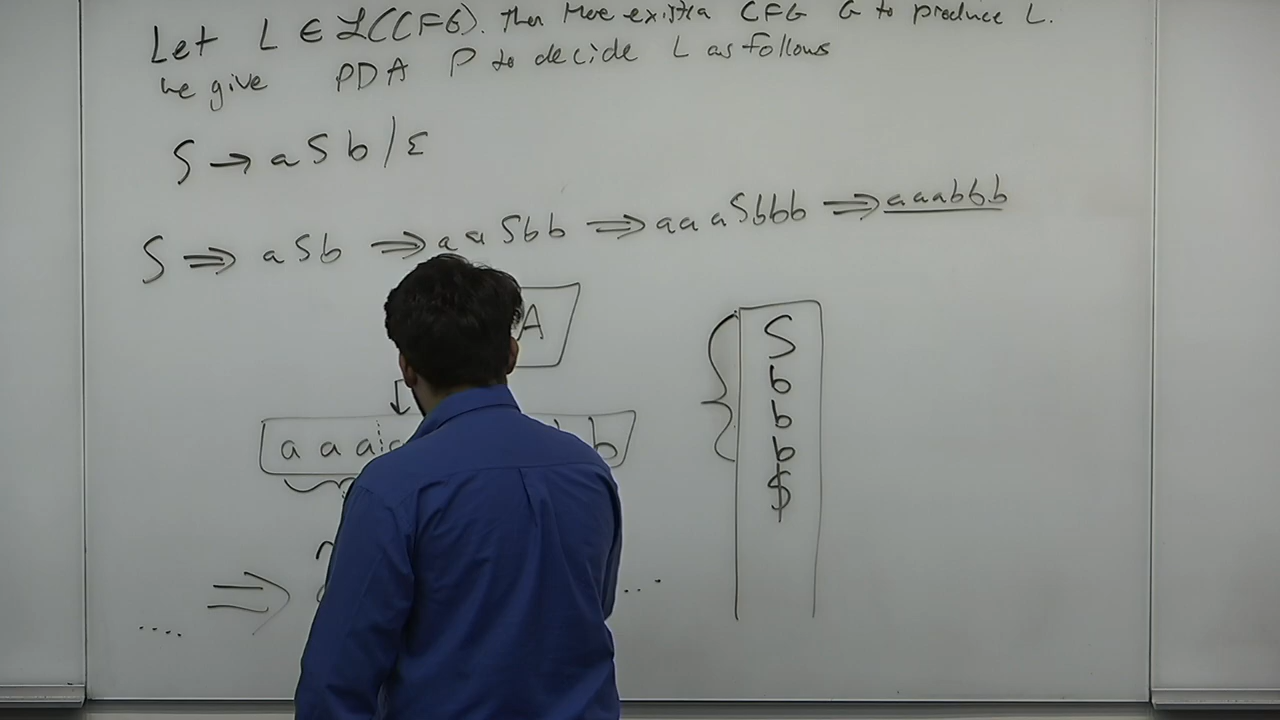 Let L ∈ L(CFG). Then there exists a CFG G to produce L.
we give PDA P to decide L as follows
S → aSb / ε
S ⇒ aSb ⇒ aaSbb ⇒ aaaSbbb ⇒ aaabbb
A
S
b
b
b
$
a a a b
⇒
....